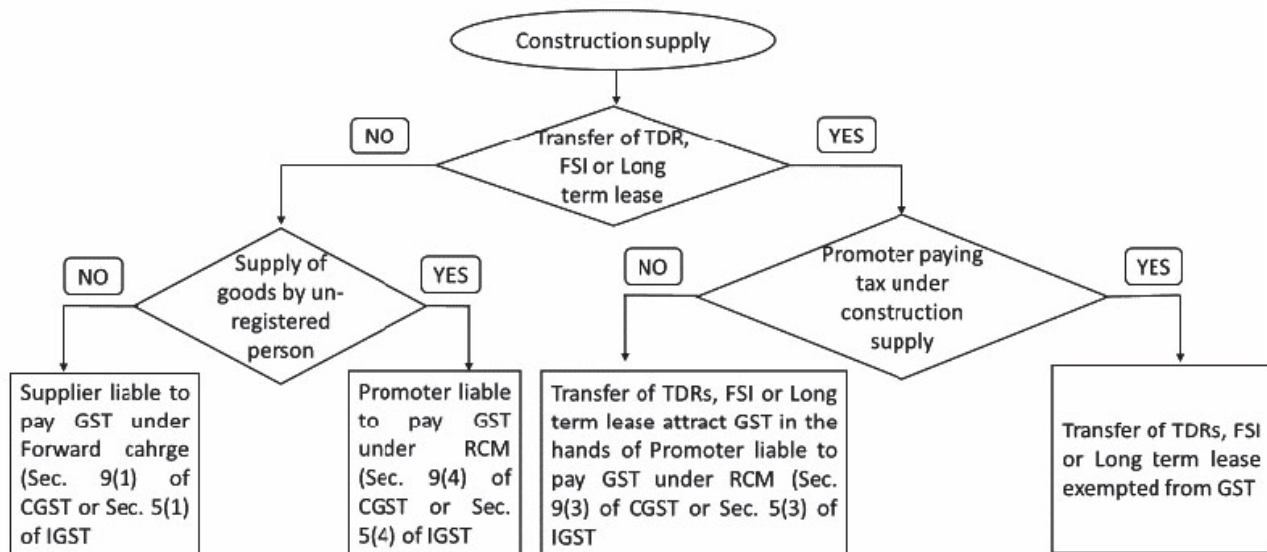 Construction supply
NO
Transfer of TDR,
FSI or Long
term lease
YES
NO
Supply of
goods by un-
registered
person
YES
NO
Promoter paying
tax under
construction
supply
YES
Supplier liable to
pay GST under
Forward cahrge
(Sec. 9(1) of
CGST or Sec. 5(1)
of IGST
Promoter liable
to pay GST
under RCM
(Sec. 9(4) of
CGST or Sec.
5(4) of IGST
Transfer of TDRs, FSI or Long
term lease attract GST in the
hands of Promoter liable to
pay GST under RCM (Sec.
9(3) of CGST or Sec. 5(3) of
IGST
Transfer of TDRs, FSI
or Long term lease
exempted from GST